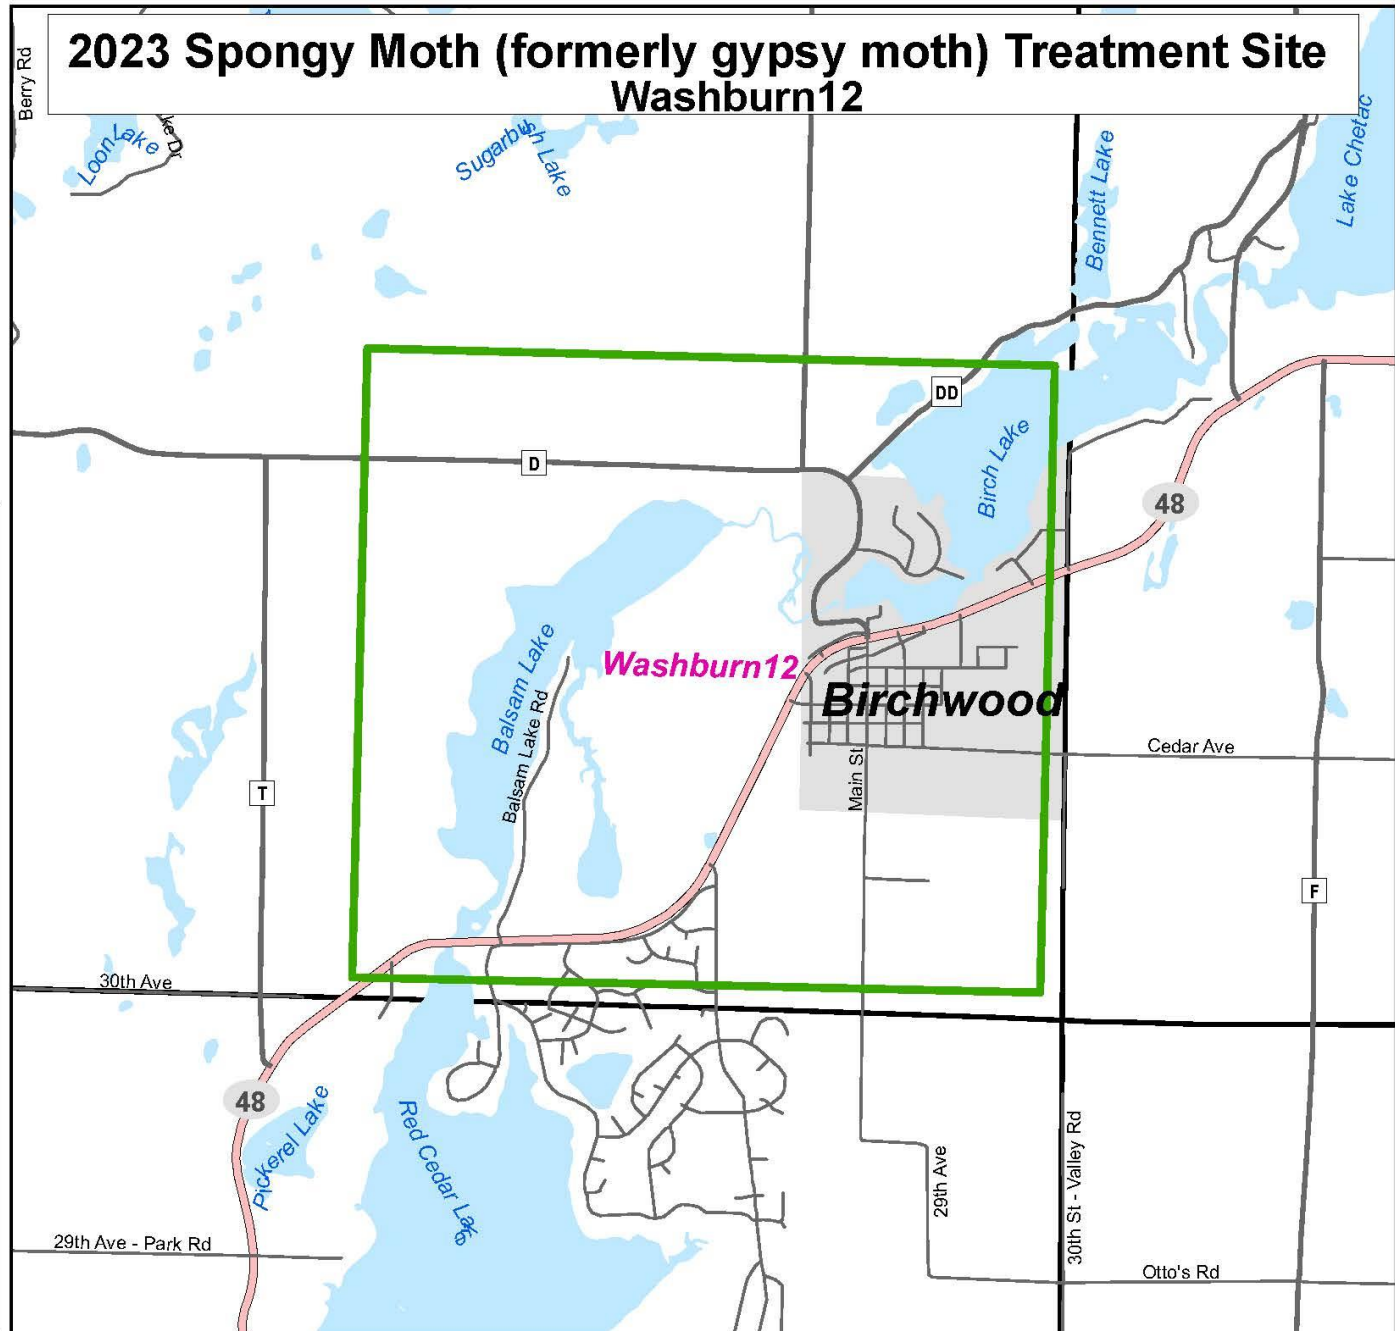 2023 Spongy Moth (formerly gypsy moth) Treatment Site
Washburn12
Berry Rd
Loon Lake
ke Dr
Sugarbush Lake
Bennett Lake
Lake Chetac
DD
D
Birch Lake
48
Balsam Lake
Balsam Lake Rd
Washburn12
Birchwood
Cedar Ave
Main St
T
F
30th Ave
48
Pickerel Lake
Red Cedar Lake
29th Ave
30th St - Valley Rd
29th Ave - Park Rd
Otto's Rd